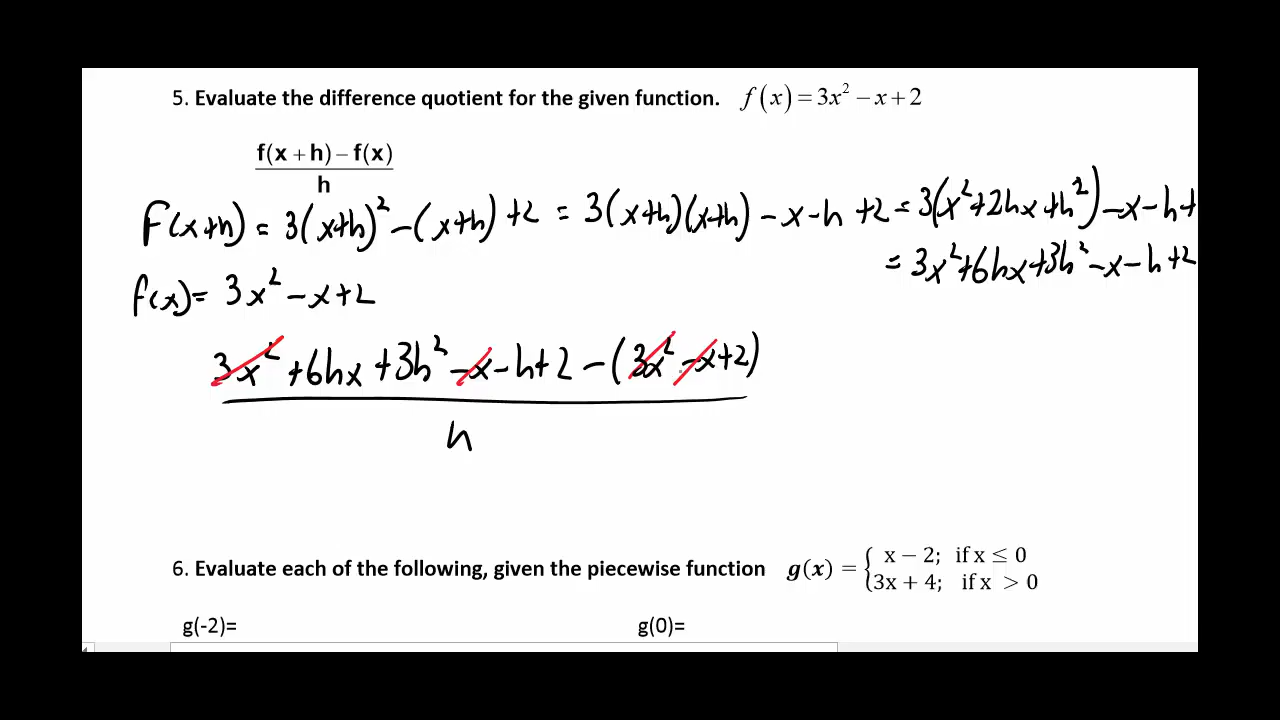 5. Evaluate the difference quotient for the given function. f(x) = 3x² − x + 2
f(x + h) − f(x)
h
F(x+h) = 3(x+h)² −(x+h) +2 = 3(x+h)(x+h) − x − h +2 = 3(x²+2hx+h²) −x −h+
= 3x²+6hx+3h² −x −h+2
f(x)= 3x² −x+2
3x² +6hx +3h² −x −h+2 −(3x² −x+2)
h
6. Evaluate each of the following, given the piecewise function g(x) = { x − 2; if x ≤ 0
3x + 4; if x > 0
g(-2)= g(0)=